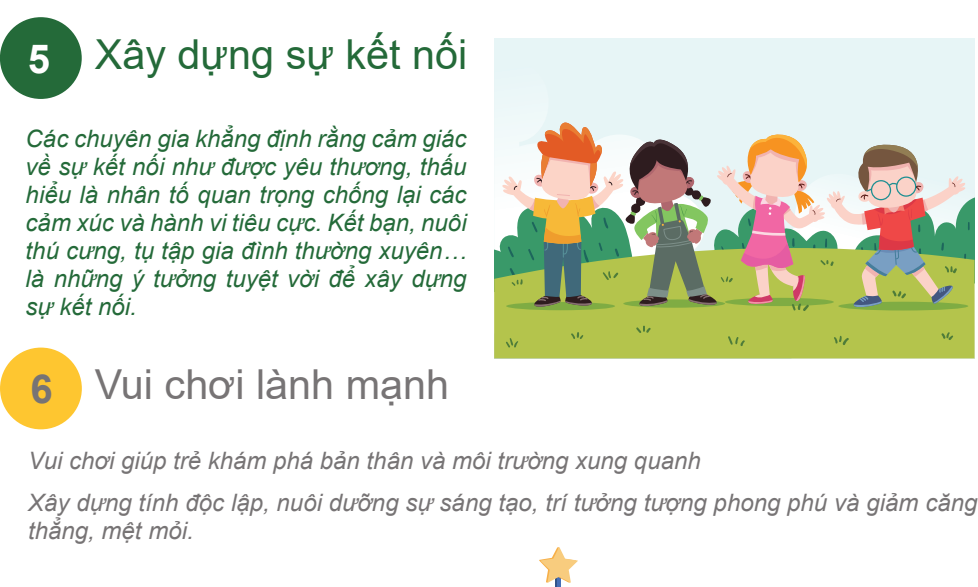 5 Xây dựng sự kết nối
Các chuyên gia khẳng định rằng cảm giác
về sự kết nối như được yêu thương, thấu
hiểu là nhân tố quan trọng chống lại các
cảm xúc và hành vi tiêu cực. Kết bạn, nuôi
thú cưng, tụ tập gia đình thường xuyên…
là những ý tưởng tuyệt vời để xây dựng
sự kết nối.
6 Vui chơi lành mạnh
Vui chơi giúp trẻ khám phá bản thân và môi trường xung quanh
Xây dựng tính độc lập, nuôi dưỡng sự sáng tạo, trí tưởng tượng phong phú và giảm căng
thẳng, mệt mỏi.